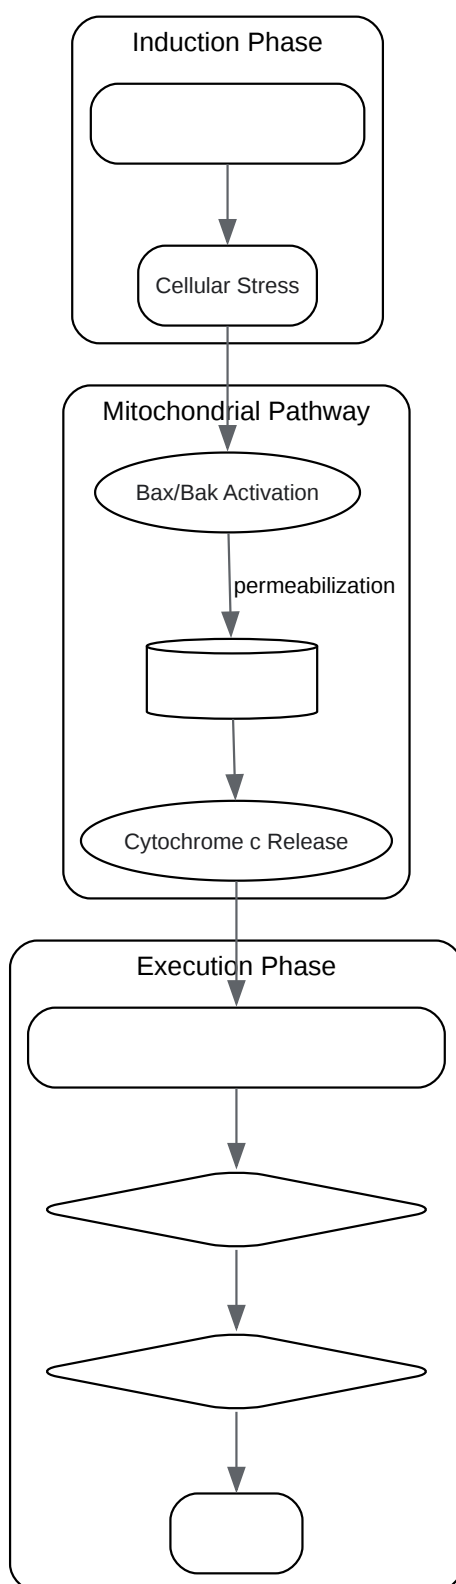 Induction Phase
Cellular Stress
Mitochondrial Pathway
Bax/Bak Activation
permeabilization
Cytochrome c Release
Execution Phase